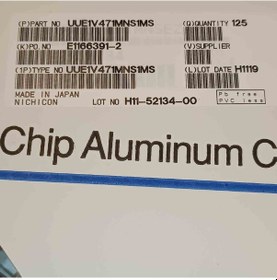 (P)PART NO UUE1V471MNS1MS (Q)QUANTITY 125
(K)PO.NO E1166391-2 (V)SUPPLIER
(1P)TYPE NO UUE1V471MNS1MS (L)LOT DATE H1119
MADE IN JAPAN Pb free
NICHICON LOT NO H11-52134-00 PVC less
Chip Aluminum C